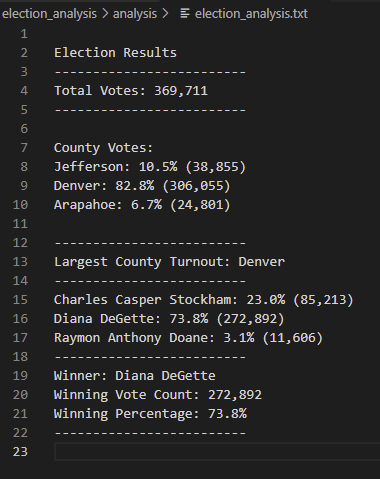 election_analysis > analysis > election_analysis.txt
1
2 Election Results
3 -------------------------
4 Total Votes: 369,711
5 -------------------------
6
7 County Votes:
8 Jefferson: 10.5% (38,855)
9 Denver: 82.8% (306,055)
10 Arapahoe: 6.7% (24,801)
11
12 -------------------------
13 Largest County Turnout: Denver
14 -------------------------
15 Charles Casper Stockham: 23.0% (85,213)
16 Diana DeGette: 73.8% (272,892)
17 Raymon Anthony Doane: 3.1% (11,606)
18 -------------------------
19 Winner: Diana DeGette
20 Winning Vote Count: 272,892
21 Winning Percentage: 73.8%
22 -------------------------
23